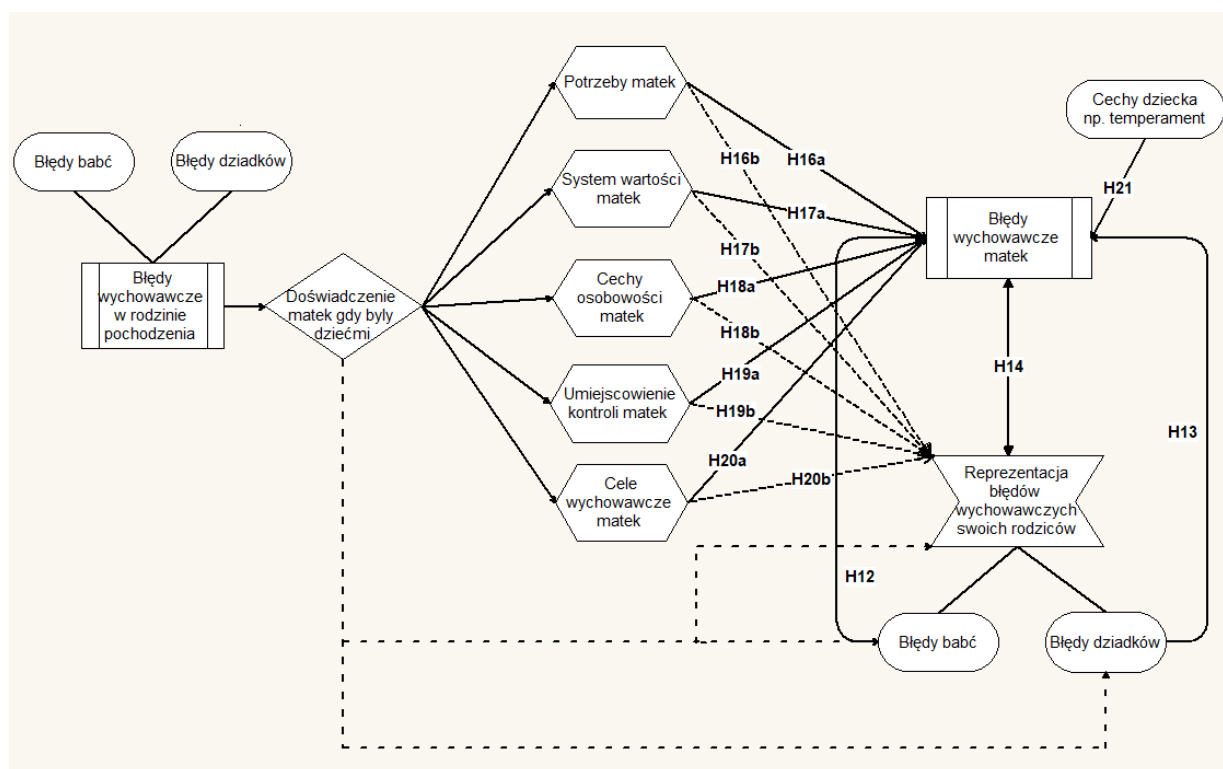 Błędy babć
Błędy dziadków
Błędy
wychowawcze
w rodzinie
pochodzenia
Doświadczenie
matek gdy byly
dziećmi
Potrzeby matek
System wartości
matek
Cechy
osobowości
matek
Umiejscowienie
kontroli matek
Cele
wychowawcze
matek
H16b
H16a
H17a
H17b
H18a
H18b
H19a
H19b
H20a
H20b
Cechy dziecka
np. temperament
H21
Błędy
wychowawcze
matek
H14
H13
Reprezentacja
błędów
wychowawczych
swoich rodziców
H12
Błędy babć
Błędy dziadków